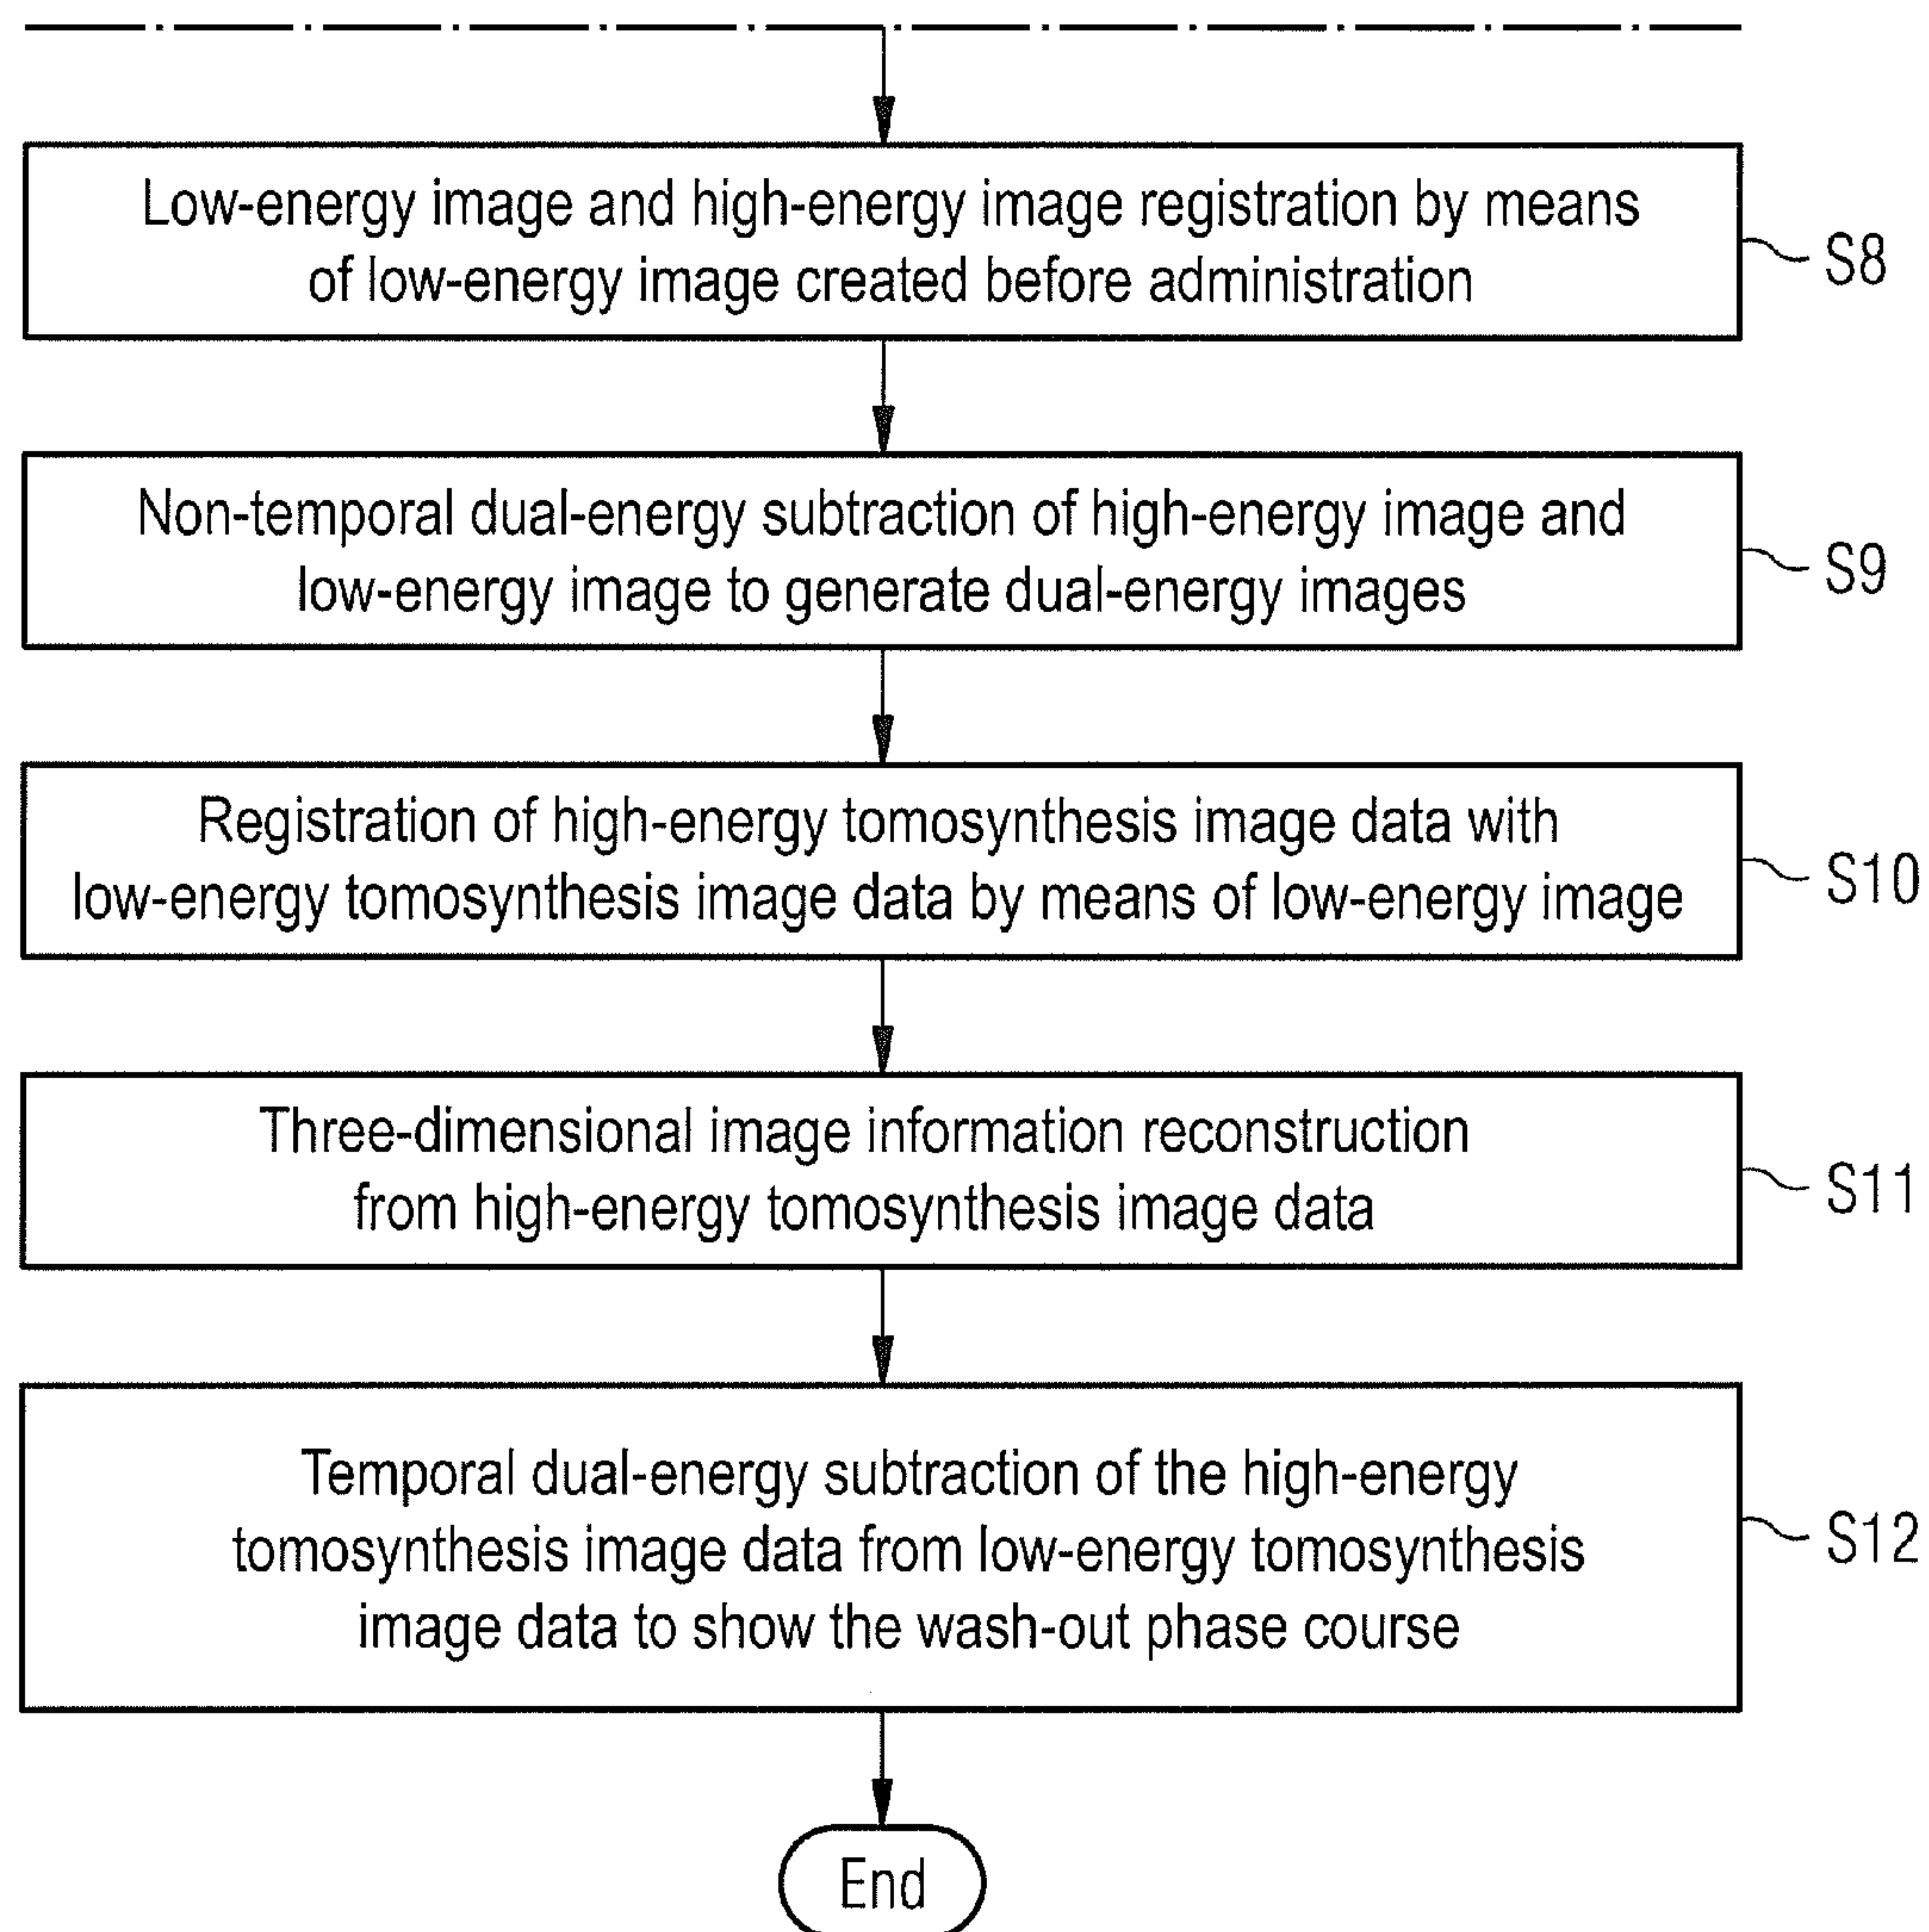 Low-energy image and high-energy image registration by means
of low-energy image created before administration
S8
Non-temporal dual-energy subtraction of high-energy image and
low-energy image to generate dual-energy images
S9
Registration of high-energy tomosynthesis image data with
low-energy tomosynthesis image data by means of low-energy image
S10
Three-dimensional image information reconstruction
from high-energy tomosynthesis image data
S11
Temporal dual-energy subtraction of the high-energy
tomosynthesis image data from low-energy tomosynthesis
image data to show the wash-out phase course
S12
End